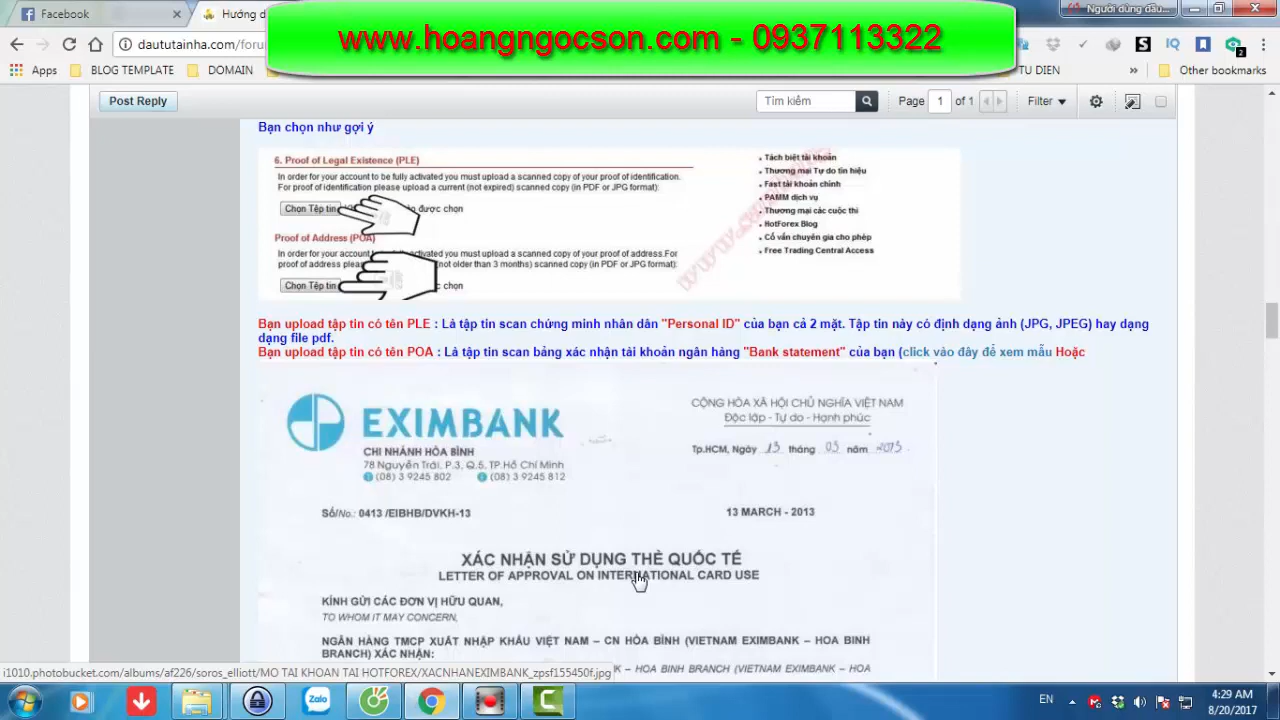 Facebook
Hướng d
www.hoangngocson.com - 0937113322
Người dùng đầu...
dautuhanha.com/foru
Apps
BLOG TEMPLATE
DOMAIN
TU DIEN
Other bookmarks
Post Reply
Tìm kiếm
Page 1 of 1
Filter
Bạn chọn như gợi ý
6. Proof of Legal Existence (PLE)
In order for your account to be fully activated you must upload a scanned copy of your proof of identification.
For proof of identification please upload a current (not expired) scanned copy (in PDF or JPG format):
Chọn Tệp tin
được chọn
Proof of Address (POA)
In order for your account fully activated you must upload a scanned copy of your proof of address.For
proof of address (not older than 3 months) scanned copy (in PDF or JPG format):
Chọn Tệp tin
chọn
Tách biệt tài khoản
Thương mại Tự do tín hiệu
Fast tài khoản chính
PAMM dịch vụ
Thương mại các cuộc thi
HotForex Blog
Cố vấn chuyên gia cho phép
Free Trading Central Access
Bạn upload tập tin có tên PLE : Là tập tin scan chứng minh nhân dân "Personal ID" của bạn cả 2 mặt. Tập tin này có định dạng ảnh (JPG, JPEG) hay dạng
dạng file pdf.
Bạn upload tập tin có tên POA : Là tập tin scan bảng xác nhận tài khoản ngân hàng "Bank statement" của bạn (click vào đây để xem mẫu Hoặc
EXIMBANK
CHI NHÁNH HÒA BÌNH
78 Nguyễn Trãi, P.3, Q.5, TP.Hồ Chí Minh
(08) 3 9245 802 (08) 3 9245 812
CỘNG HÒA XÃ HỘI CHỦ NGHĨA VIỆT NAM
Độc lập - Tự do - Hạnh phúc
Tp.HCM, Ngày 13 tháng 03 năm 2013
Số/No.: 0413 /EIBHB/DVKH-13
13 MARCH - 2013
XÁC NHẬN SỬ DỤNG THẺ QUỐC TẾ
LETTER OF APPROVAL ON INTERNATIONAL CARD USE
KÍNH GỬI CÁC ĐƠN VỊ HỮU QUAN,
TO WHOM IT MAY CONCERN,
NGÂN HÀNG TMCP XUẤT NHẬP KHẨU VIỆT NAM – CN HÒA BÌNH (VIETNAM EXIMBANK – HOA BINH
BRANCH) XÁC NHẬN:
K – HOA BINH BRANCH (VIETNAM EXIMBANK – HOA
i1010.photobucket.com/albums/af226/soros_elliott/MO TAI KHOAN TAI HOTFOREX/XACNHANEXIMBANK_zpsf155450f.jpg
Zalo
EN
4:29 AM
8/20/2017